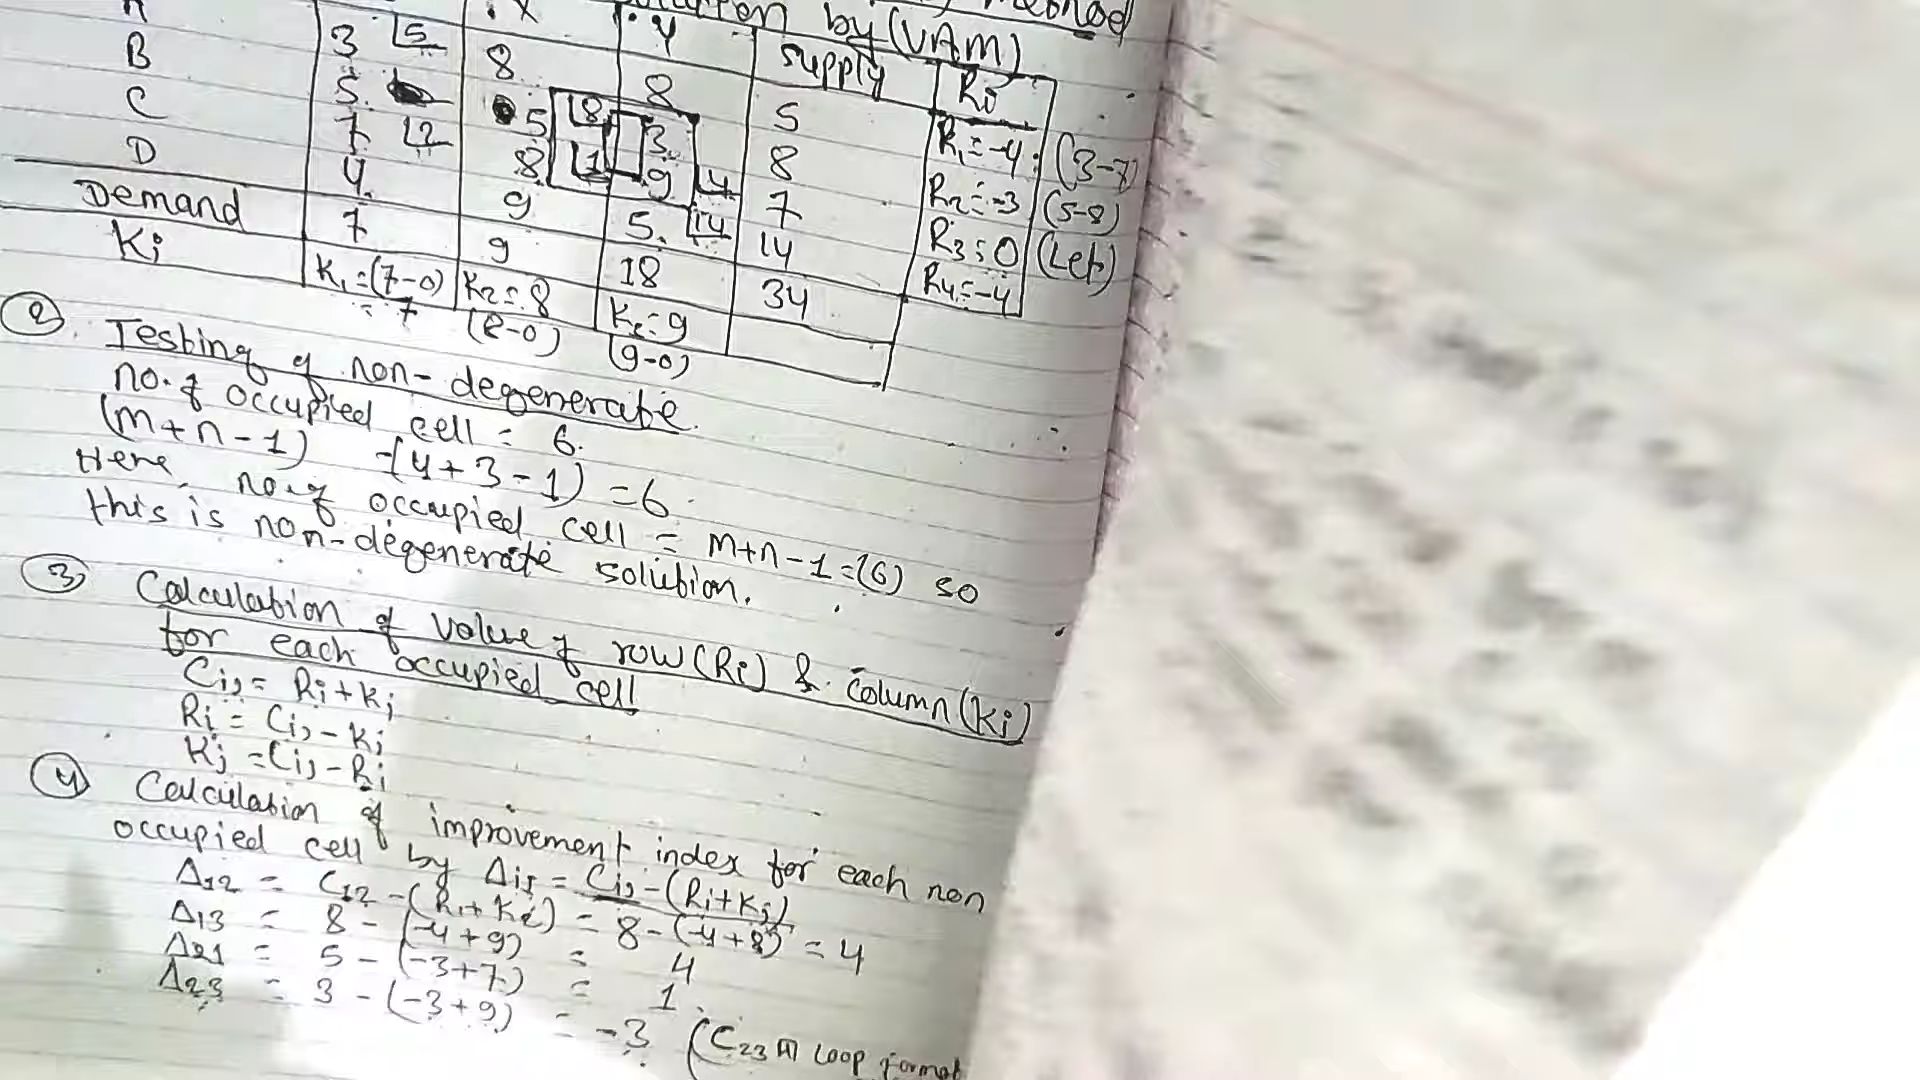 method
by (VAM)
A X Y supply Ri
B 3 5 8 8 5 R1=-4 (3-7)
C 5. 5 8 3 8 R2=-3 (5-8)
D 7 2 8 1 9 4 7 R3=0 (Let)
4. 9 5. 14 14 R4=-4
Demand 7 9 18 34
Kj K1=(7-0) =7 K2=8 (8-0) K3=9 (9-0)
2. Testing of non-degenerate.
no. of occupied cell = 6.
(m+n-1) -(4+3-1) =6.
Here, no. of occupied cell = m+n-1=(6) so
this is non-degenerate solution.
3) Calculation of value of row(Ri) & column(Kj)
for each occupied cell
Cij = Ri+Kj
Ri = Cij - Kj
Kj = Cij - Ri
4) Calculation of improvement index for each non
occupied cell by Δij = Cij-(Ri+Kj)
Δ12 = C12-(R1+K2) = 8-(-4+8) = 4
Δ13 = 8-(-4+9) = 4
Δ21 = 5-(-3+7) = 1.
Δ23 = 3-(-3+9) = -3 (C23 loop format